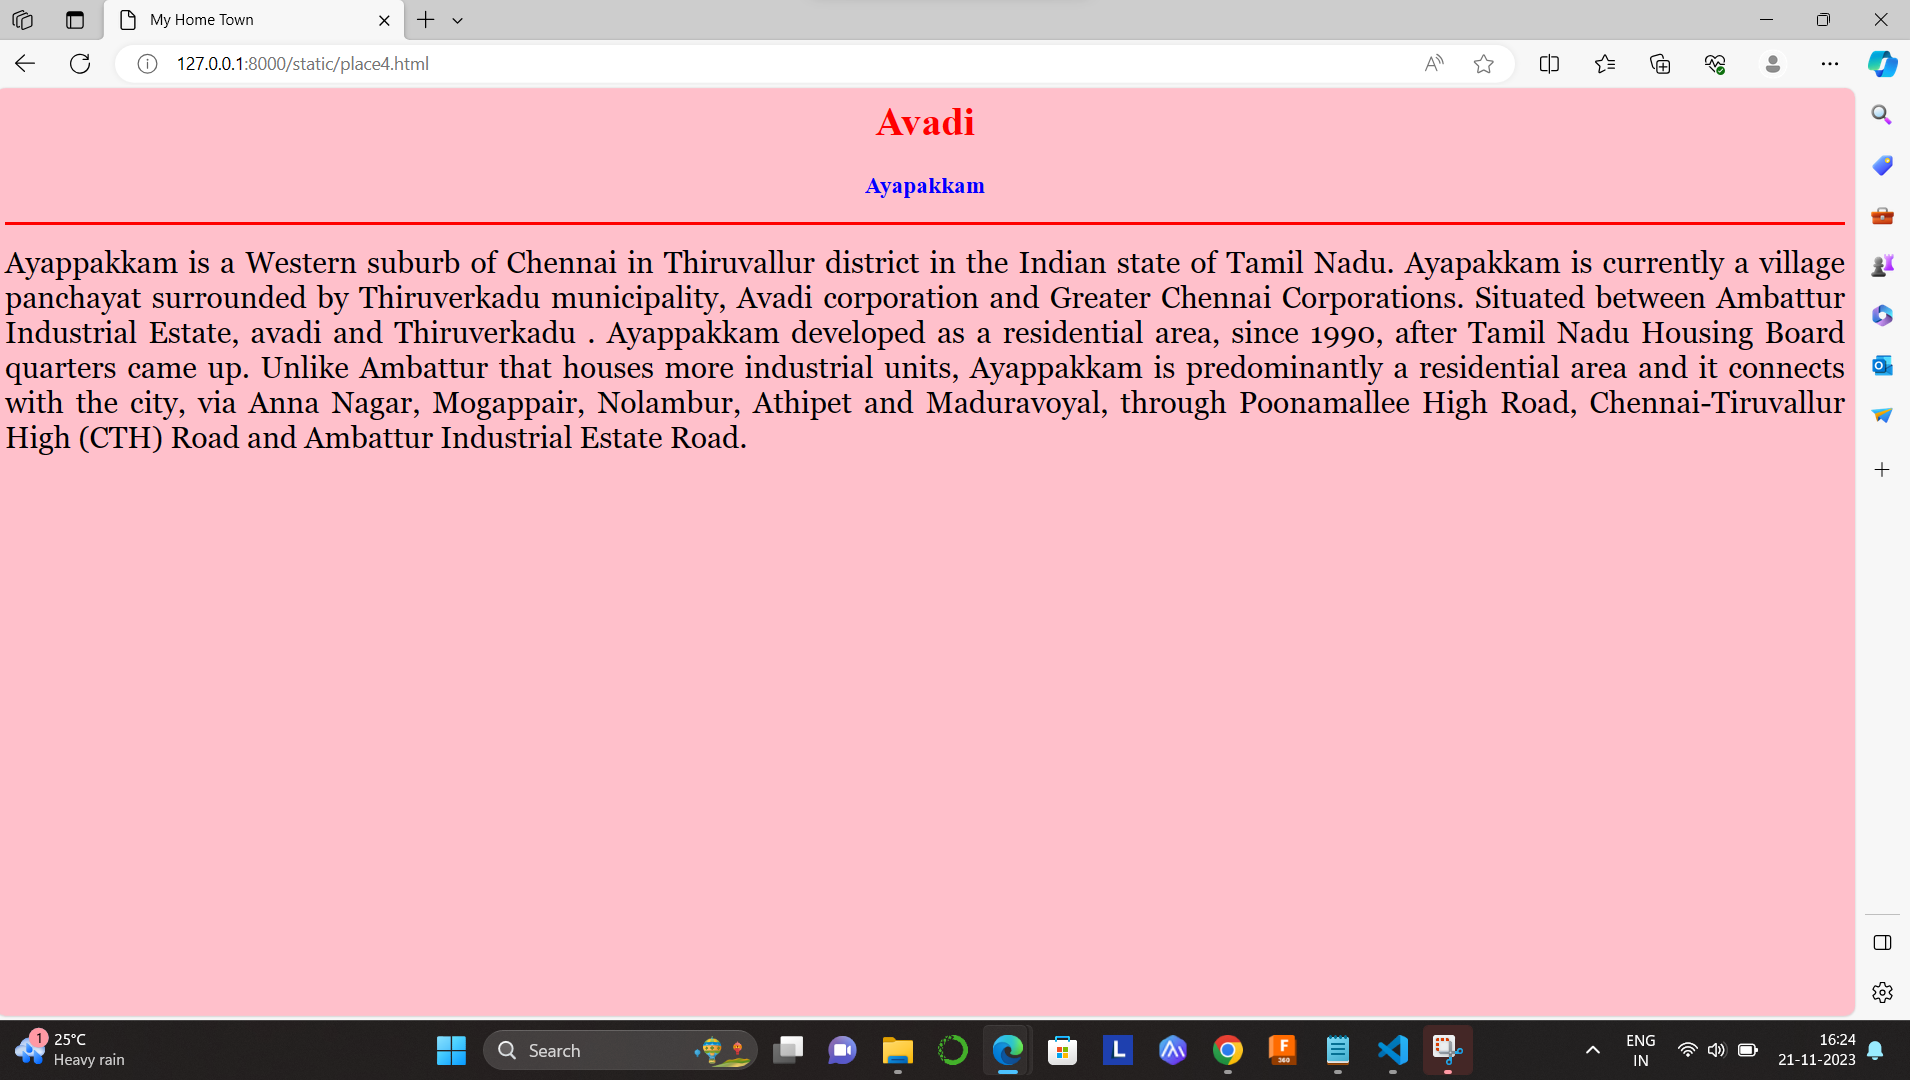 My Home Town
127.0.0.1:8000/static/place4.html
Avadi
Ayapakkam
Ayappakkam is a Western suburb of Chennai in Thiruvallur district in the Indian state of Tamil Nadu. Ayapakkam is currently a village
panchayat surrounded by Thiruverkadu municipality, Avadi corporation and Greater Chennai Corporations. Situated between Ambattur
Industrial Estate, avadi and Thiruverkadu . Ayappakkam developed as a residential area, since 1990, after Tamil Nadu Housing Board
quarters came up. Unlike Ambattur that houses more industrial units, Ayappakkam is predominantly a residential area and it connects
with the city, via Anna Nagar, Mogappair, Nolambur, Athipet and Maduravoyal, through Poonamallee High Road, Chennai-Tiruvallur
High (CTH) Road and Ambattur Industrial Estate Road.
1
25°C
Heavy rain
Search
L
F
360
ENG
IN
16:24
21-11-2023